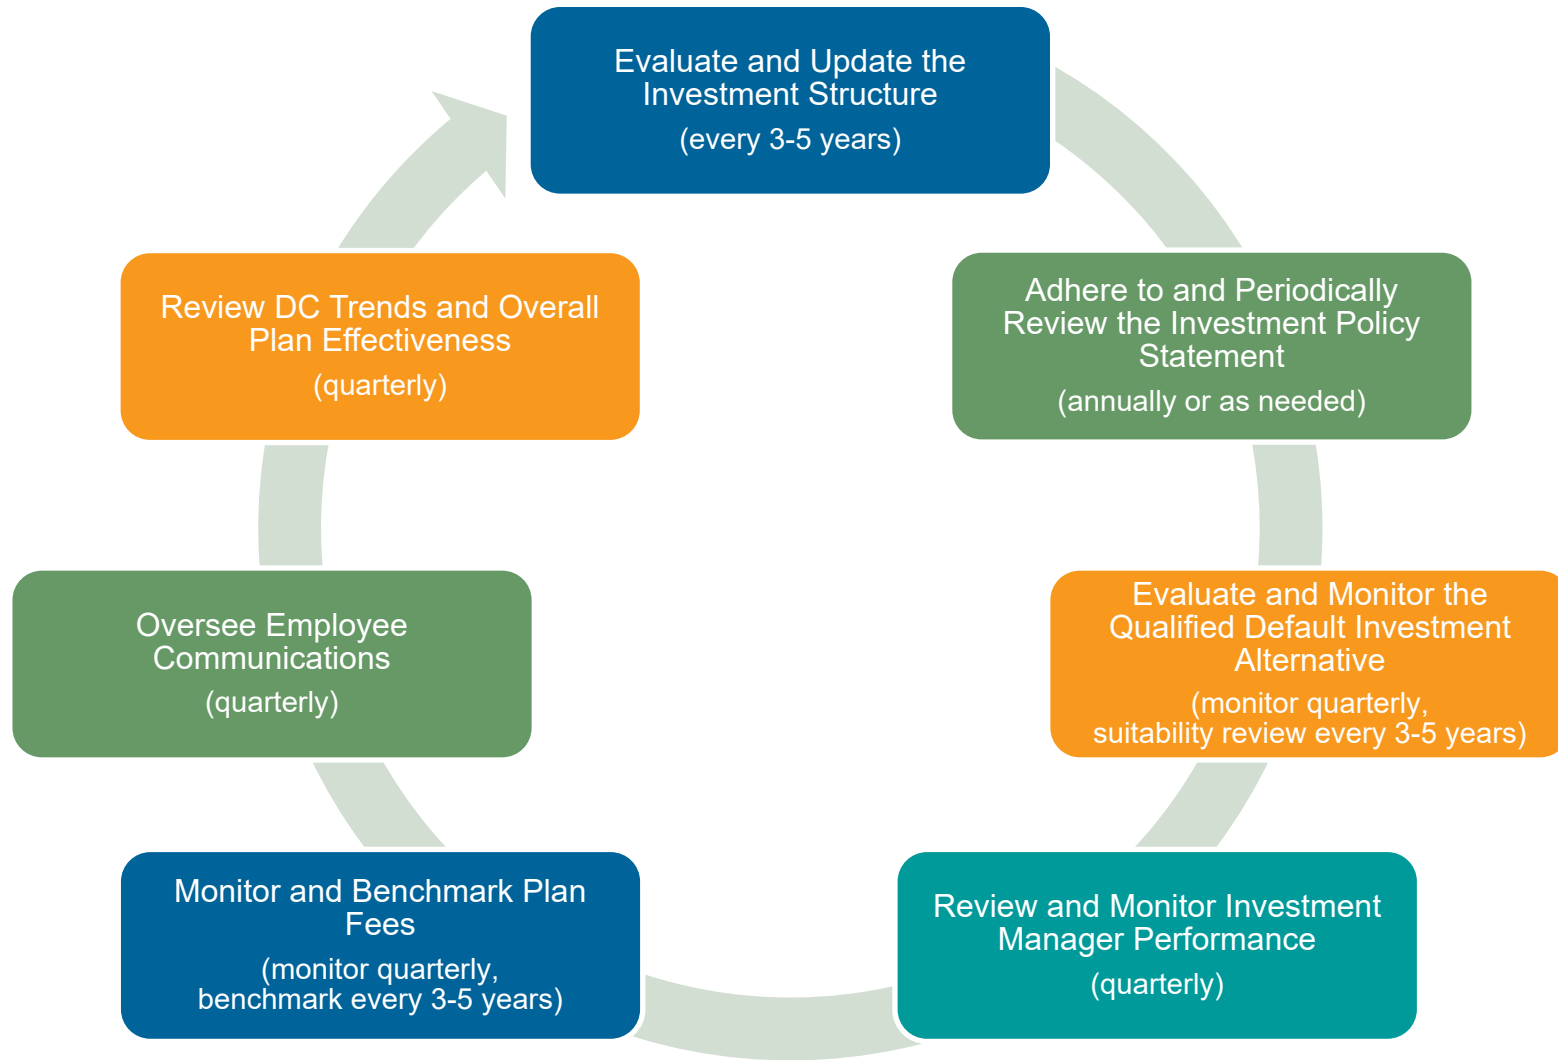 Evaluate and Update the
Investment Structure
(every 3-5 years)
Adhere to and Periodically
Review the Investment Policy
Statement
(annually or as needed)
Evaluate and Monitor the
Qualified Default Investment
Alternative
(monitor quarterly,
suitability review every 3-5 years)
Review and Monitor Investment
Manager Performance
(quarterly)
Monitor and Benchmark Plan
Fees
(monitor quarterly,
benchmark every 3-5 years)
Oversee Employee
Communications
(quarterly)
Review DC Trends and Overall
Plan Effectiveness
(quarterly)